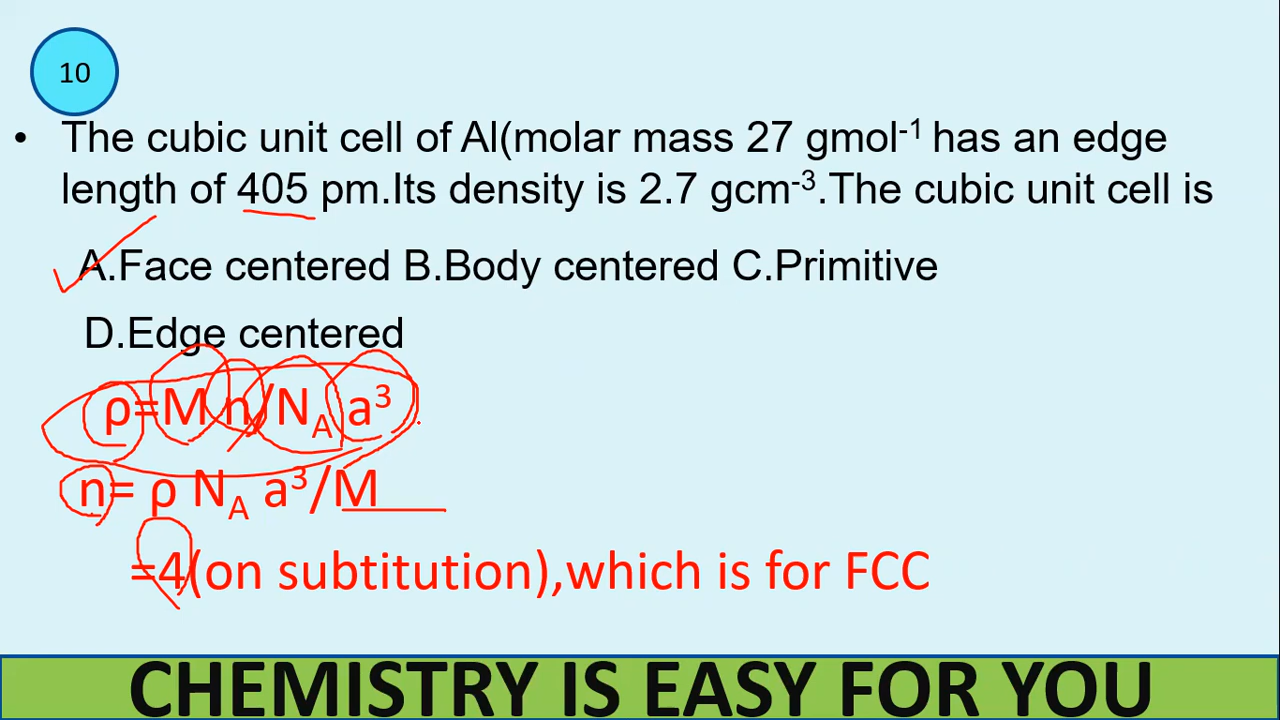 10
• The cubic unit cell of Al(molar mass 27 gmol⁻¹ has an edge
length of 405 pm.Its density is 2.7 gcm⁻³.The cubic unit cell is
A.Face centered B.Body centered C.Primitive
D.Edge centered
ρ=M n/N_A a³
n= ρ N_A a³/M
=4(on subtitution),which is for FCC
CHEMISTRY IS EASY FOR YOU